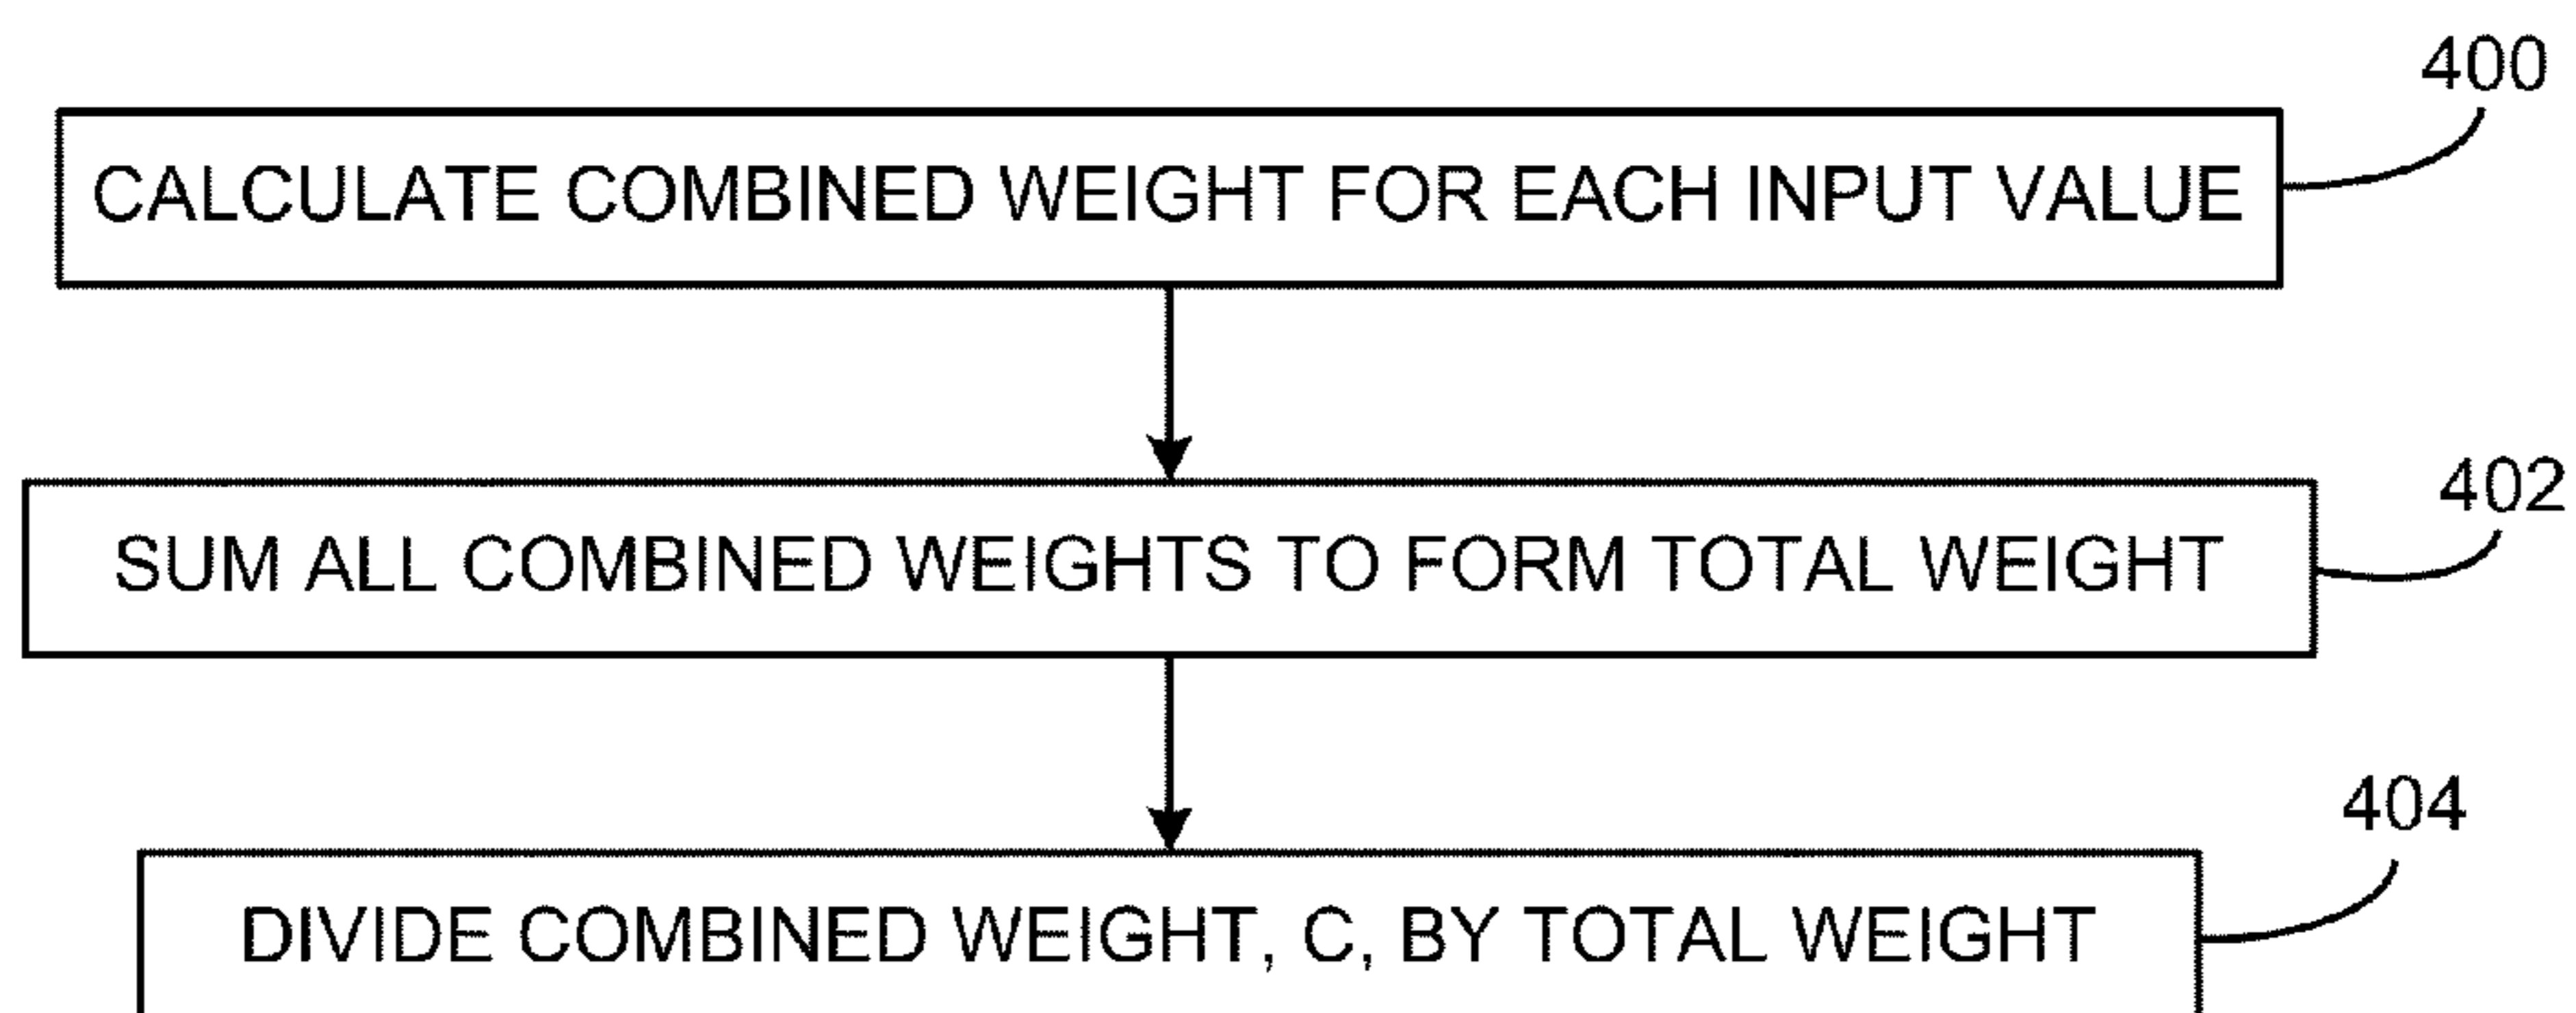 400
CALCULATE COMBINED WEIGHT FOR EACH INPUT VALUE
402
SUM ALL COMBINED WEIGHTS TO FORM TOTAL WEIGHT
404
DIVIDE COMBINED WEIGHT, C, BY TOTAL WEIGHT